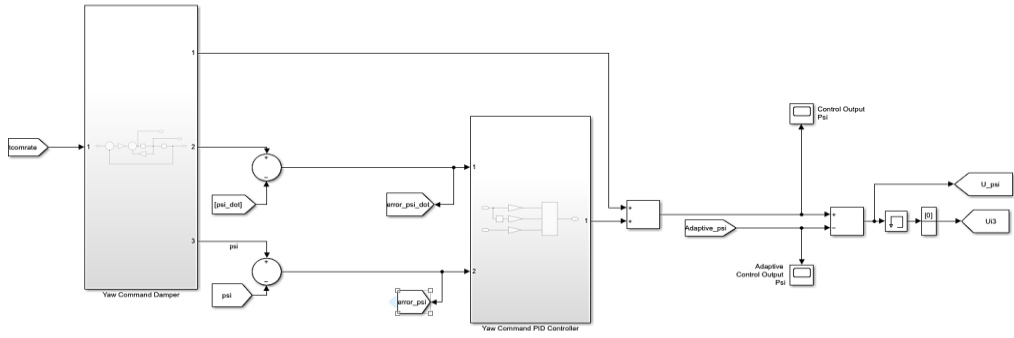 1
Control Output
Psi
tcomrate
1
2
+
−
1
[psi_dot]
error_psi_dot
U_psi
+
+
1
+
−
[0]
Ui3
Adaptive_psi
3
psi
+
−
2
Adaptive
Control Output
Psi
psi
error_psi
Yaw Command Damper
Yaw Command PID Controller